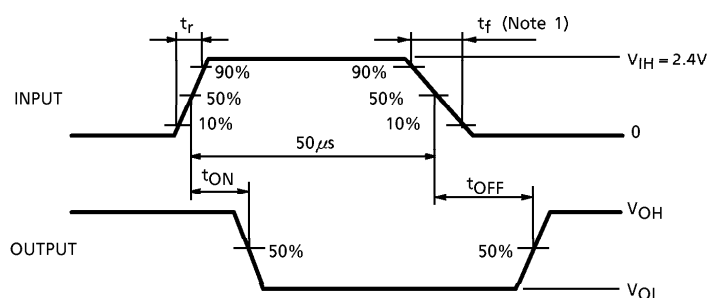 tr
tf (Note 1)
VIH = 2.4V
90%
90%
INPUT
50%
50%
10%
10%
0
50μs
tON
tOFF
VOH
OUTPUT
50%
50%
VOL